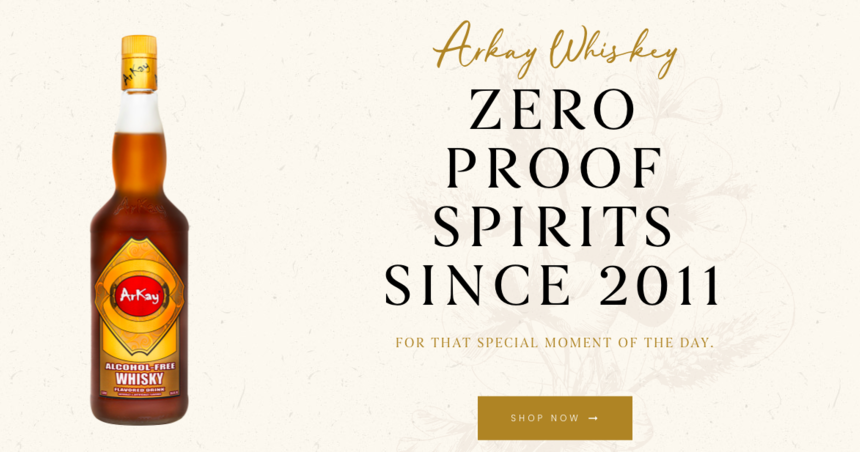 Arkay Whiskey
ZERO
PROOF
SPIRITS
SINCE 2011
FOR THAT SPECIAL MOMENT OF THE DAY.
SHOP NOW →
ArKay
ArKay
ALCOHOL-FREE
WHISKY
FLAVORED DRINK